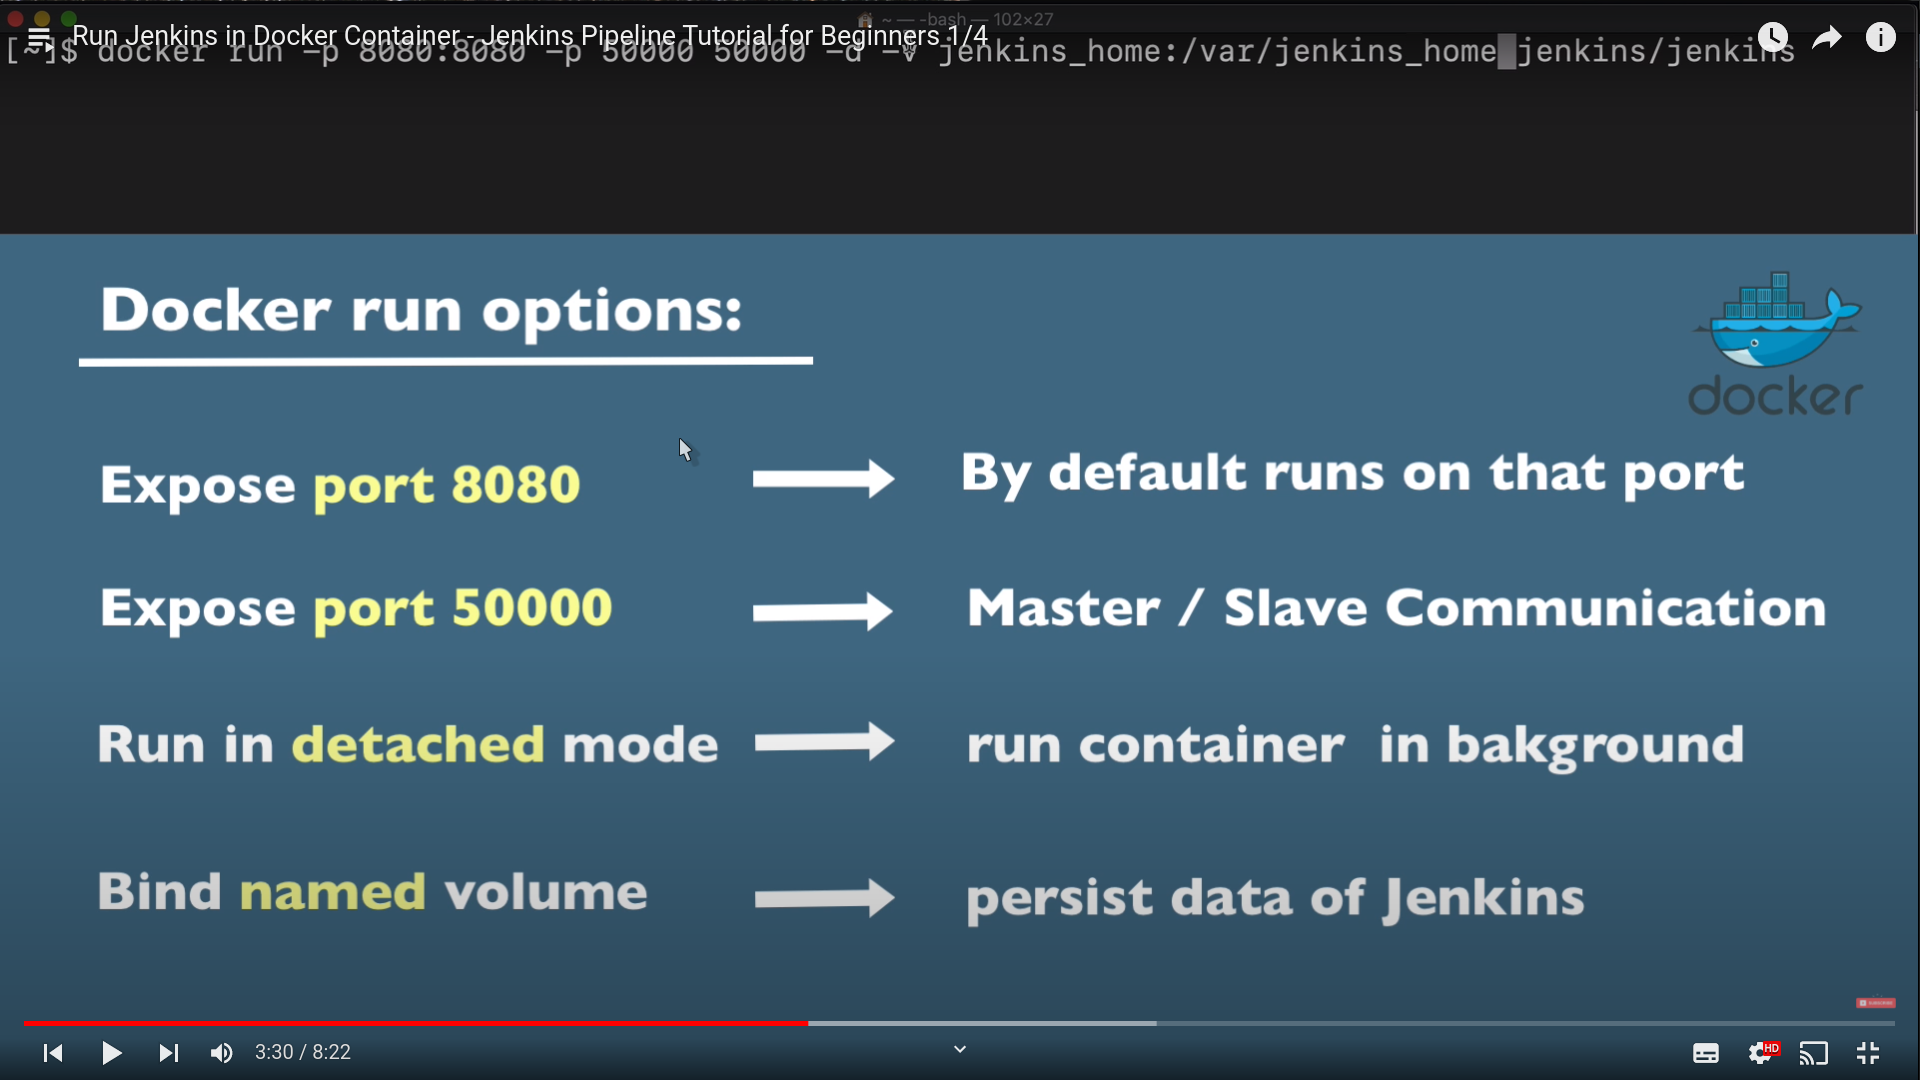 ~ — -bash — 102×27
Run Jenkins in Docker Container - Jenkins Pipeline Tutorial for Beginners 1/4
[~]$ docker run -p 8080:8080 -p 50000 50000 -d -v jenkins_home:/var/jenkins_home jenkins/jenkins
Docker run options:
docker
Expose port 8080
By default runs on that port
Expose port 50000
Master / Slave Communication
Run in detached mode
run container in bakground
Bind named volume
persist data of Jenkins
SUBSCRIBE
3:30 / 8:22
HD